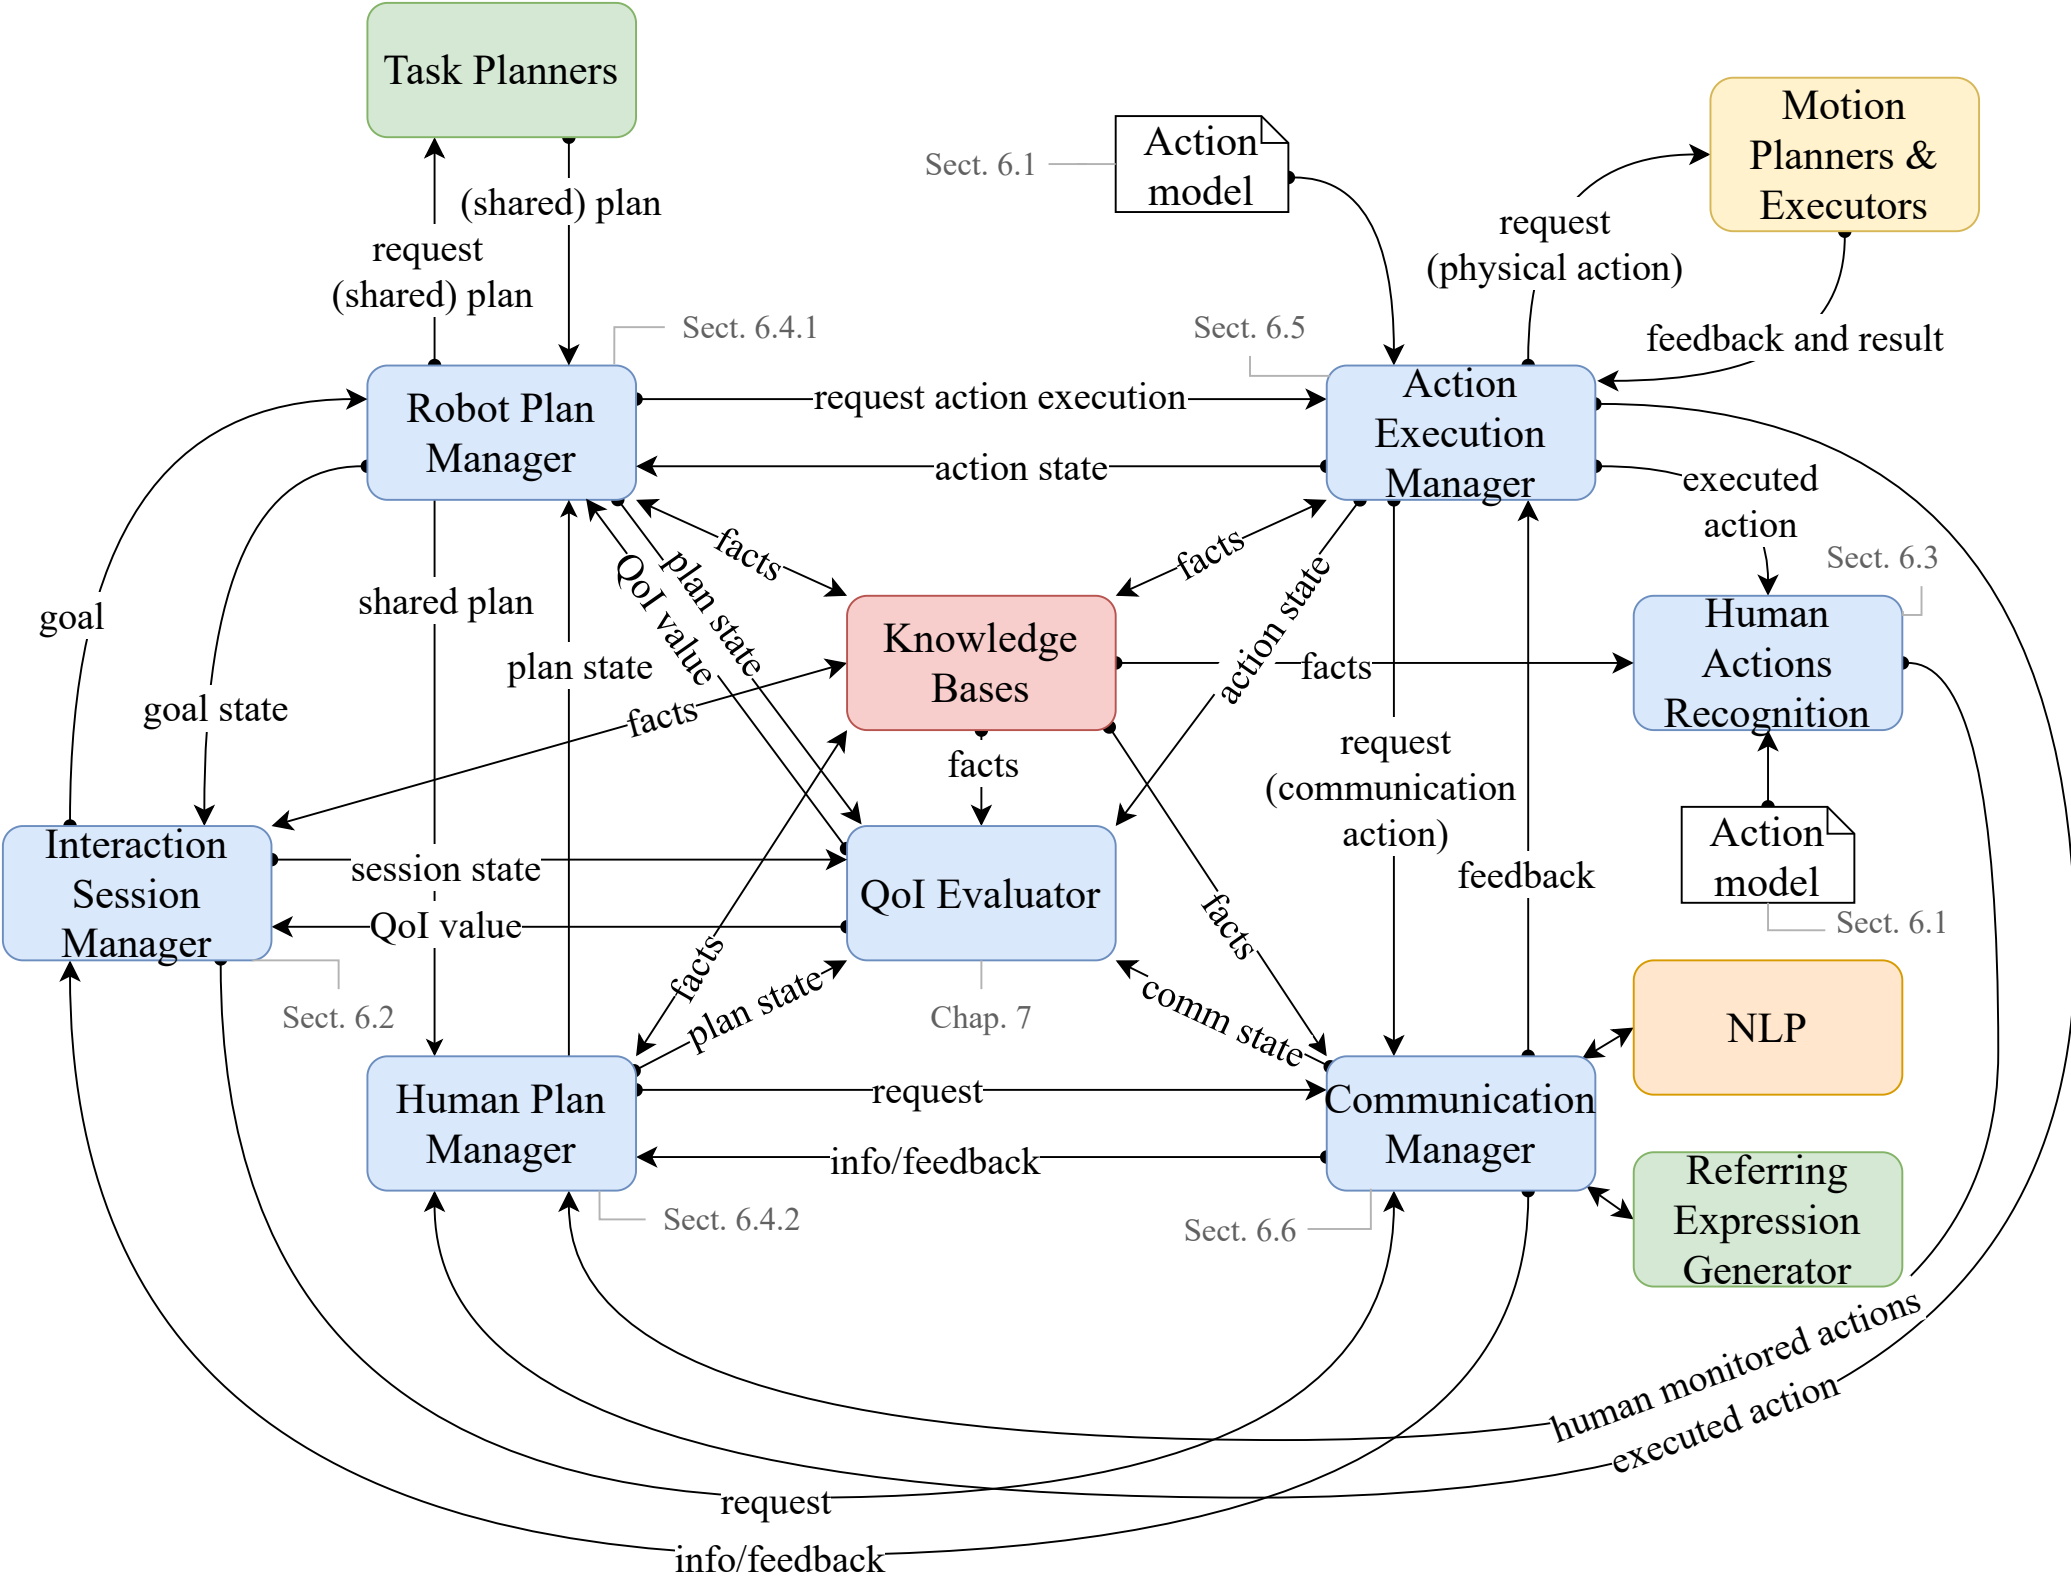 Task Planners
Motion
Planners &
Executors
Action
model
Sect. 6.1
(shared) plan
request
(shared) plan
request
(physical action)
Sect. 6.4.1
Sect. 6.5
feedback and result
Robot Plan
Manager
request action execution
action state
Action
Execution
Manager
executed
action
Sect. 6.3
facts
facts
plan state
QoI value
action state
goal
shared plan
plan state
goal state
facts
Knowledge
Bases
facts
Human
Actions
Recognition
facts
request
(communication
action)
feedback
Action
model
Sect. 6.1
Interaction
Session
Manager
session state
QoI value
QoI Evaluator
facts
facts
plan state
comm state
Sect. 6.2
Chap. 7
NLP
Human Plan
Manager
request
info/feedback
Communication
Manager
Referring
Expression
Generator
Sect. 6.4.2
Sect. 6.6
human monitored actions
executed action
request
info/feedback